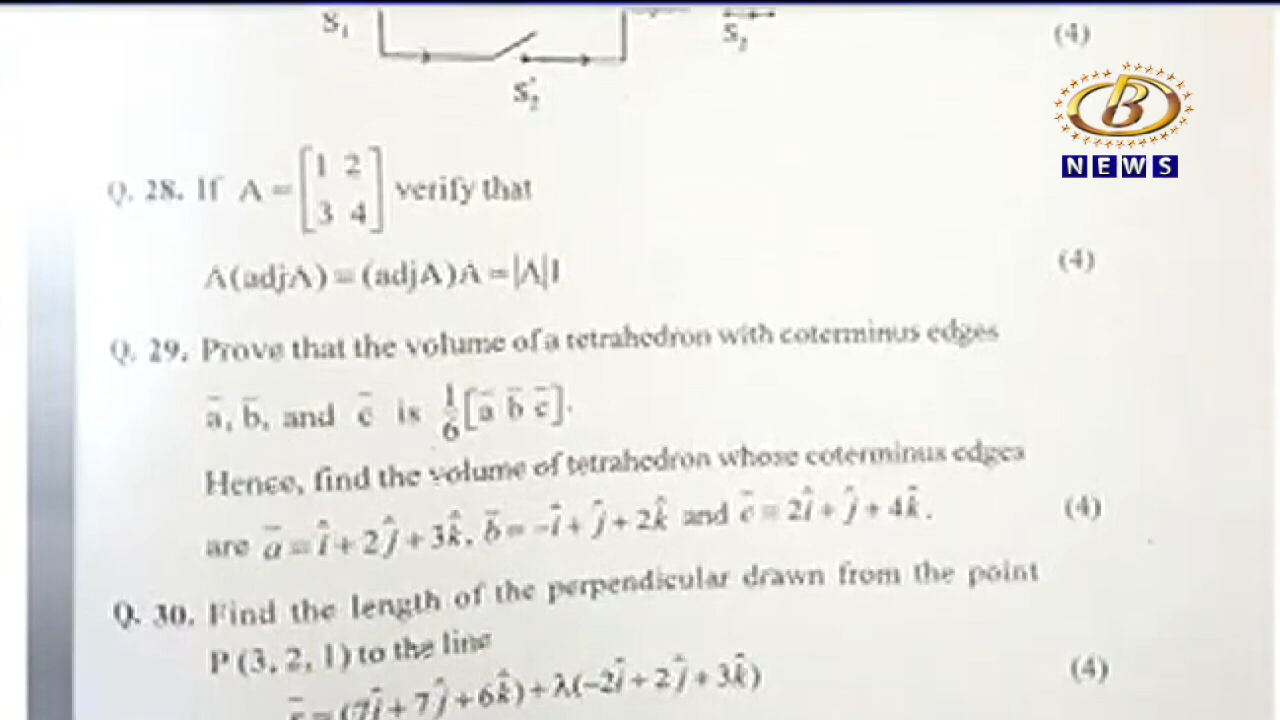 S₁
S₂
(4)
S₂'
B
NEWS
Q. 28. If A = [1 2
3 4] verify that
A(adjA) = (adjA)A = |A|I (4)
Q. 29. Prove that the volume of a tetrahedron with coterminus edges
a̅, b̅, and c̅ is 1/6 [a̅ b̅ c̅].
Hence, find the volume of tetrahedron whose coterminus edges
are a̅ = î + 2ĵ + 3k̂, b̅ = -î + ĵ + 2k̂ and c̅ = 2î + ĵ + 4k̂. (4)
Q. 30. Find the length of the perpendicular drawn from the point
P (3, 2, 1) to the line
r̅ = (7î + 7ĵ + 6k̂) + λ(-2î + 2ĵ + 3k̂) (4)